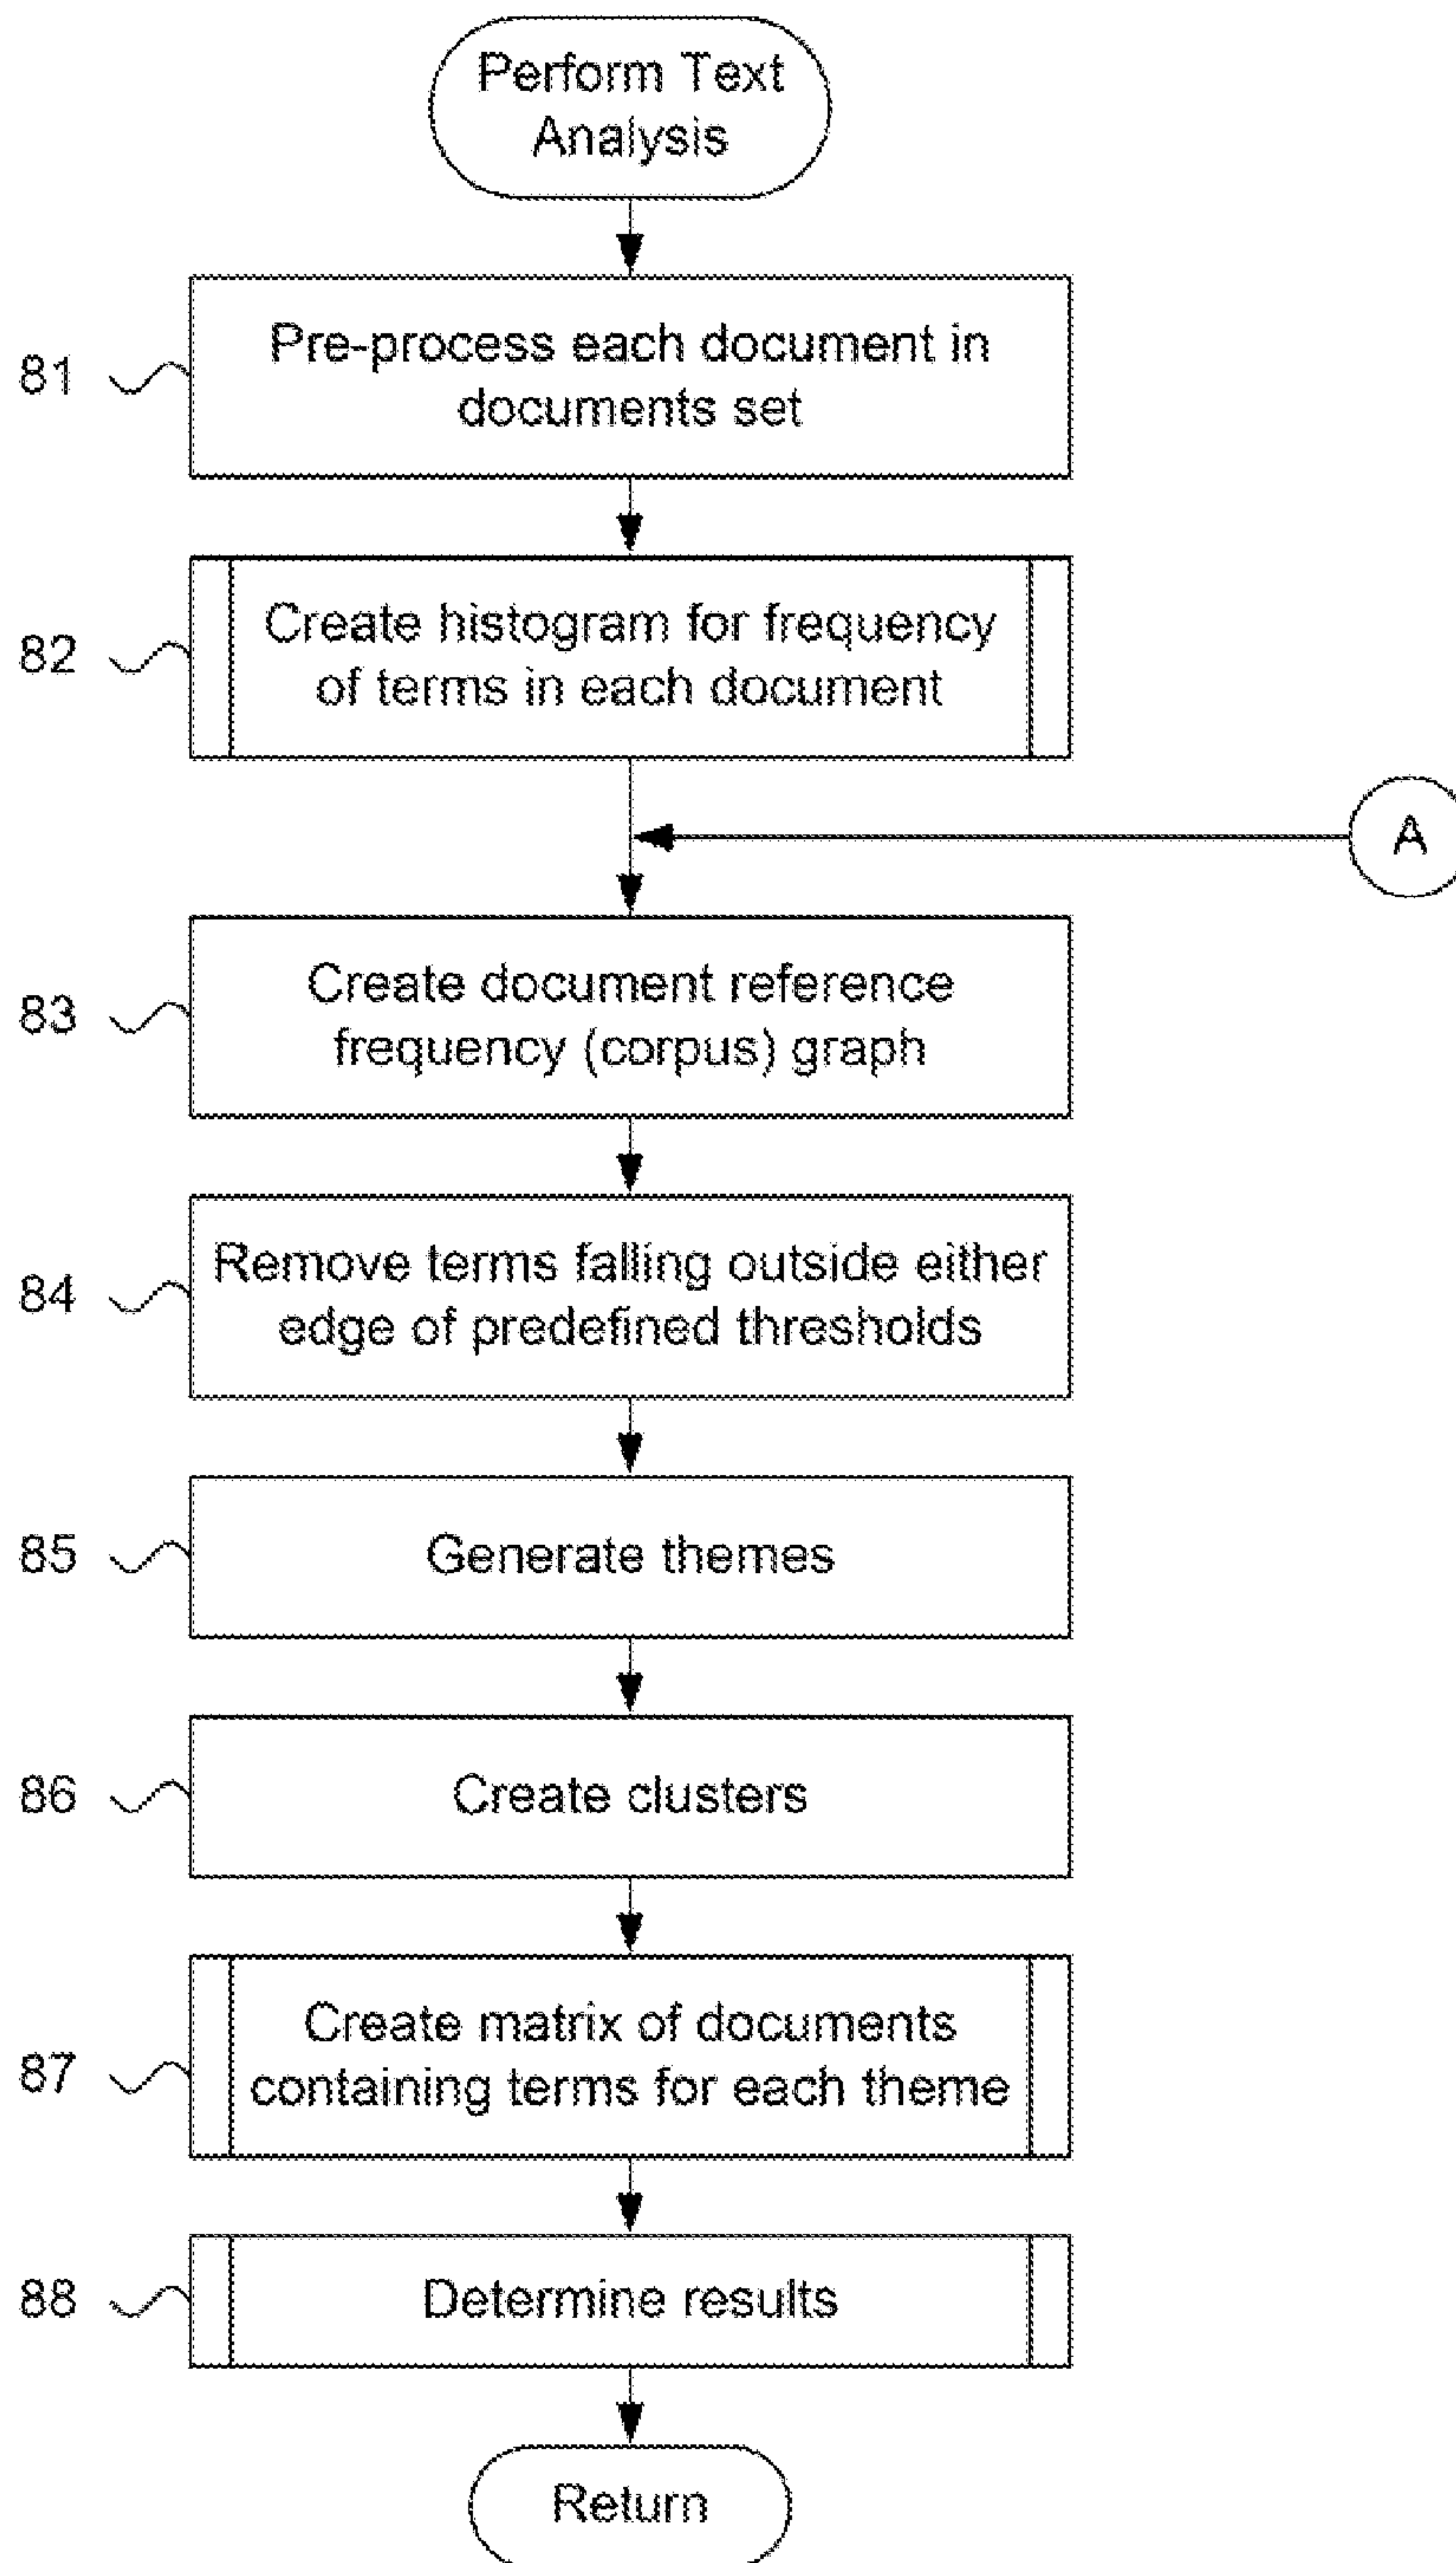 Perform Text
Analysis
81
Pre-process each document in
documents set
82
Create histogram for frequency
of terms in each document
A
83
Create document reference
frequency (corpus) graph
84
Remove terms falling outside either
edge of predefined thresholds
85
Generate themes
86
Create clusters
87
Create matrix of documents
containing terms for each theme
88
Determine results
Return